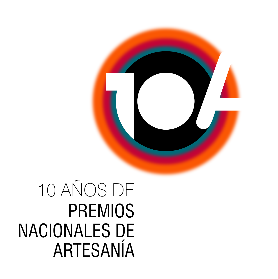 10A
10 AÑOS DE
PREMIOS
NACIONALES DE
ARTESANÍA